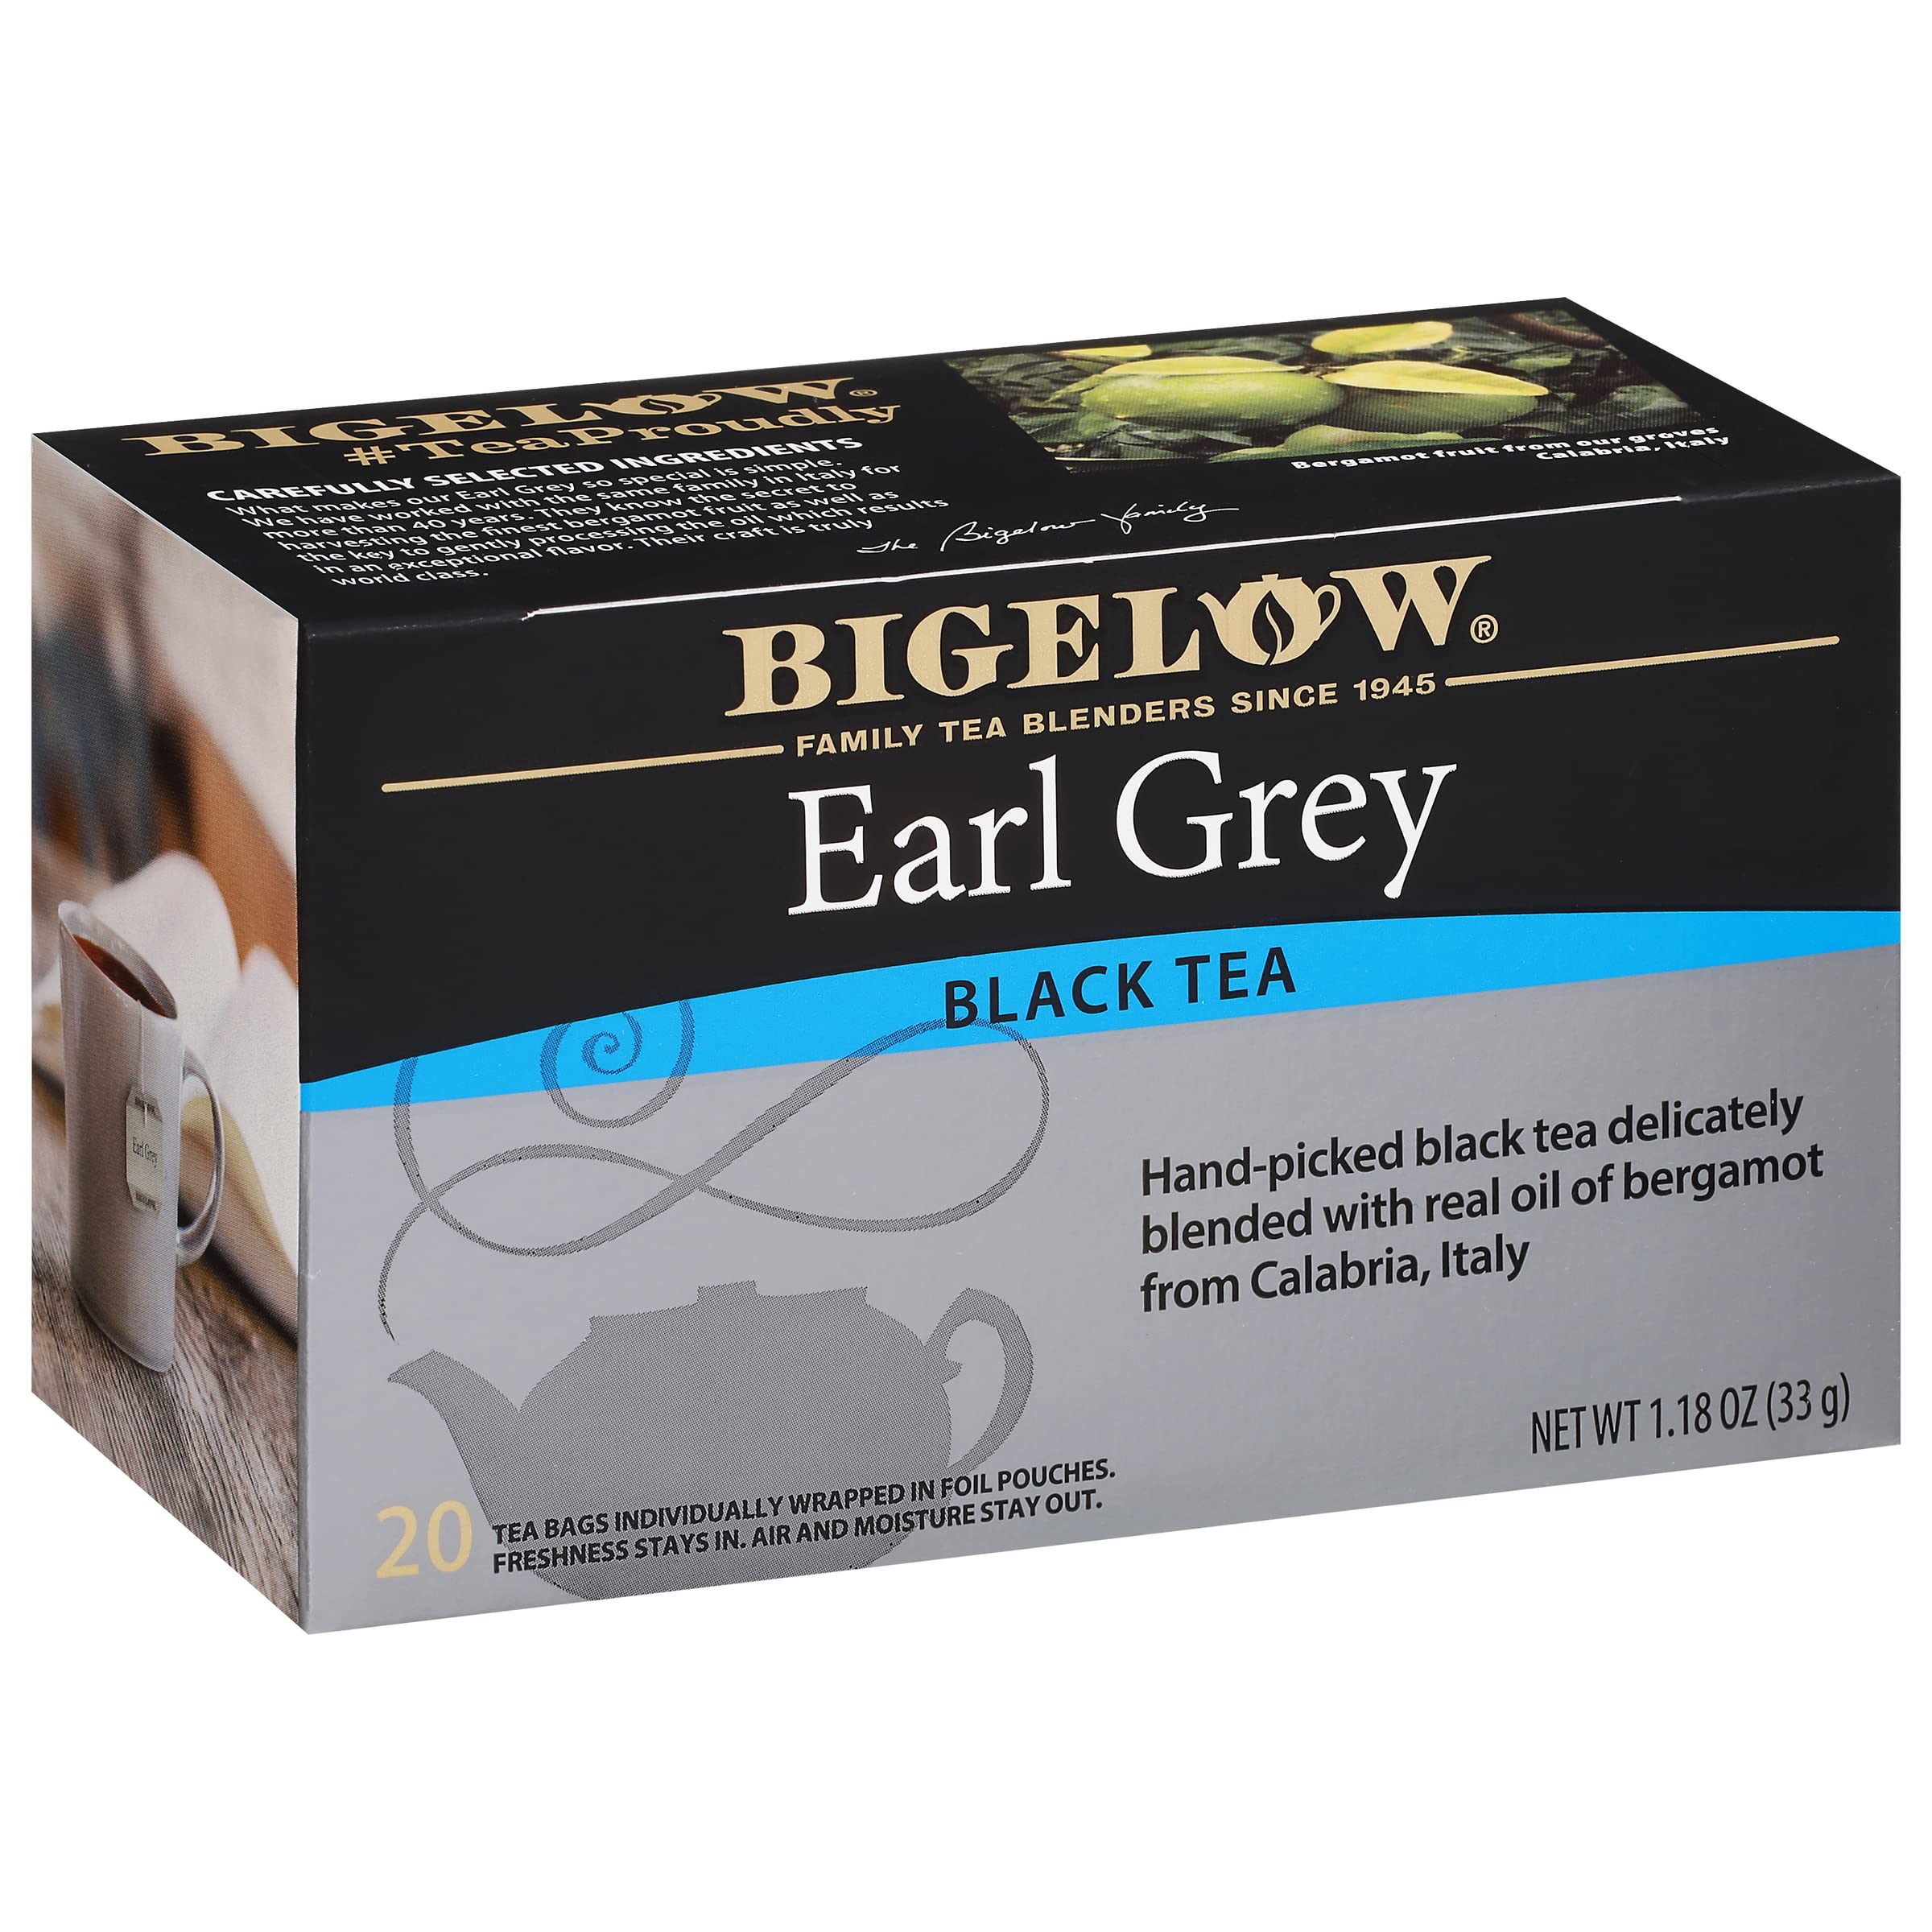 BIGELOW®
#TeaProudly
CAREFULLY SELECTED INGREDIENTS
What makes our Earl Grey so special is simple.
We have worked with the same family in Italy for
more than 40 years. They know the secret to
harvesting the finest bergamot fruit as well as
the key to gently processing the oil which results
in an exceptional flavor. Their craft is truly
world class.
The Bigelow family
Bergamot fruit from our groves
Calabria, Italy
BIGELOW®
FAMILY TEA BLENDERS SINCE 1945
Earl Grey
BLACK TEA
Hand-picked black tea delicately
blended with real oil of bergamot
from Calabria, Italy
NET WT 1.18 OZ (33 g)
20 TEA BAGS INDIVIDUALLY WRAPPED IN FOIL POUCHES.
FRESHNESS STAYS IN. AIR AND MOISTURE STAY OUT.
Earl Grey